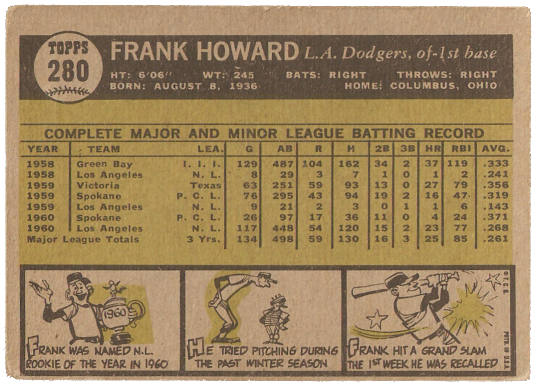 TOPPS
280
FRANK HOWARD L.A. Dodgers, of-1st base
HT: 6'06" WT: 245 BATS: RIGHT THROWS: RIGHT
BORN: AUGUST 8, 1936 HOME: COLUMBUS, OHIO
COMPLETE MAJOR AND MINOR LEAGUE BATTING RECORD
YEAR TEAM LEA. G AB R H 2B 3B HR RBI AVG.
1958 Green Bay I. I. I. 129 487 104 162 34 2 37 119 .333
1958 Los Angeles N. L. 8 29 3 7 1 0 1 2 .241
1959 Victoria Texas 63 251 59 93 13 0 27 79 .356
1959 Spokane P. C. L. 76 295 43 94 19 2 16 47 .319
1959 Los Angeles N. L. 9 21 2 3 0 1 1 6 .143
1960 Spokane P. C. L. 26 97 17 36 11 0 4 24 .371
1960 Los Angeles N. L. 117 448 54 120 15 2 23 77 .268
Major League Totals 3 Yrs. 134 498 59 130 16 3 25 85 .261
1960
FRANK WAS NAMED N.L.
ROOKIE OF THE YEAR IN 1960
HE TRIED PITCHING DURING
THE PAST WINTER SEASON
FRANK HIT A GRAND SLAM
THE 1ST WEEK HE WAS RECALLED
© T.C.G.
PRTD. IN U.S.A.